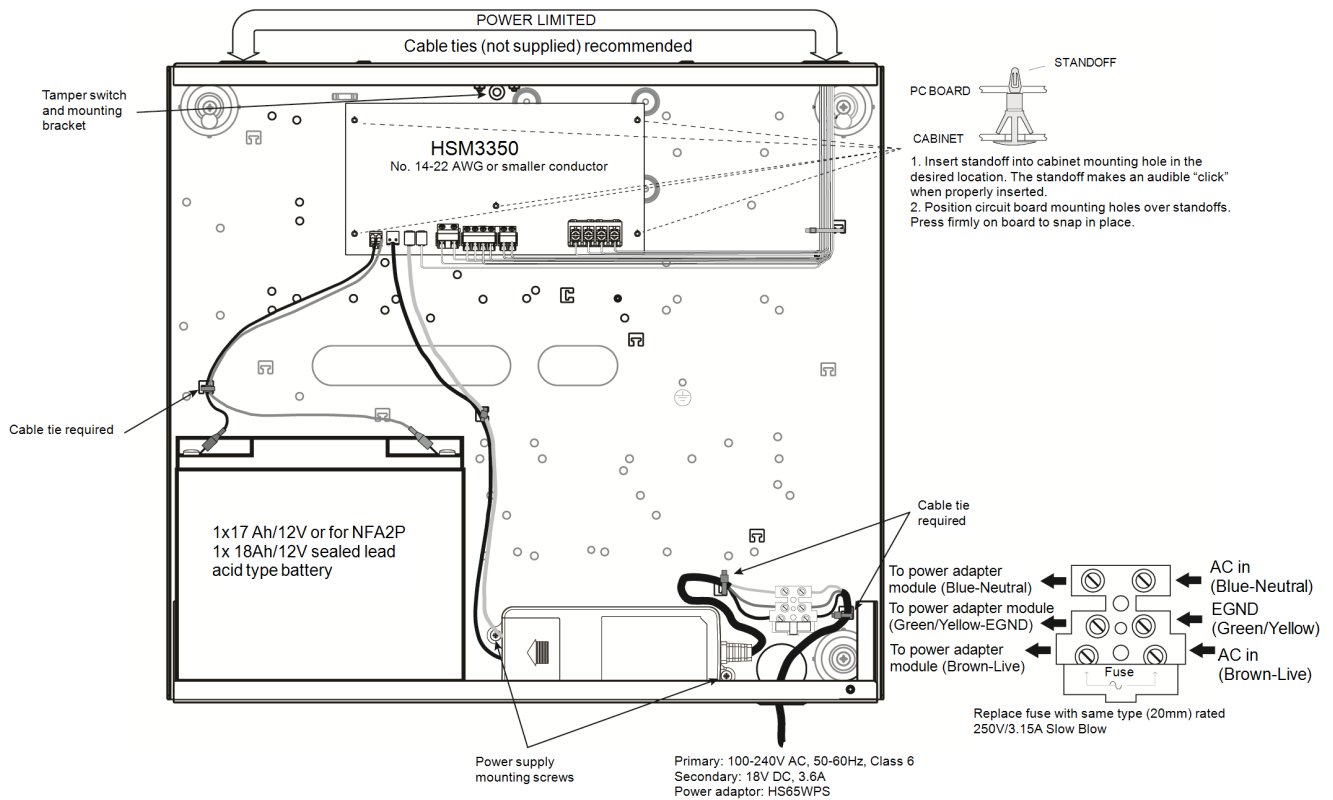 POWER LIMITED
Cable ties (not supplied) recommended
Tamper switch
and mounting
bracket
HSM3350
No. 14-22 AWG or smaller conductor
STANDOFF
PC BOARD
CABINET
1. Insert standoff into cabinet mounting hole in the
desired location. The standoff makes an audible “click”
when properly inserted.
2. Position circuit board mounting holes over standoffs.
Press firmly on board to snap in place.
Cable tie required
1x17 Ah/12V or for NFA2P
1x 18Ah/12V sealed lead
acid type battery
Cable tie
required
To power adapter
module (Blue-Neutral)
To power adapter module
(Green/Yellow-EGND)
To power adapter
module (Brown-Live)
AC in
(Blue-Neutral)
EGND
(Green/Yellow)
AC in
(Brown-Live)
Fuse
Replace fuse with same type (20mm) rated
250V/3.15A Slow Blow
Power supply
mounting screws
Primary: 100-240V AC, 50-60Hz, Class 6
Secondary: 18V DC, 3.6A
Power adaptor: HS65WPS